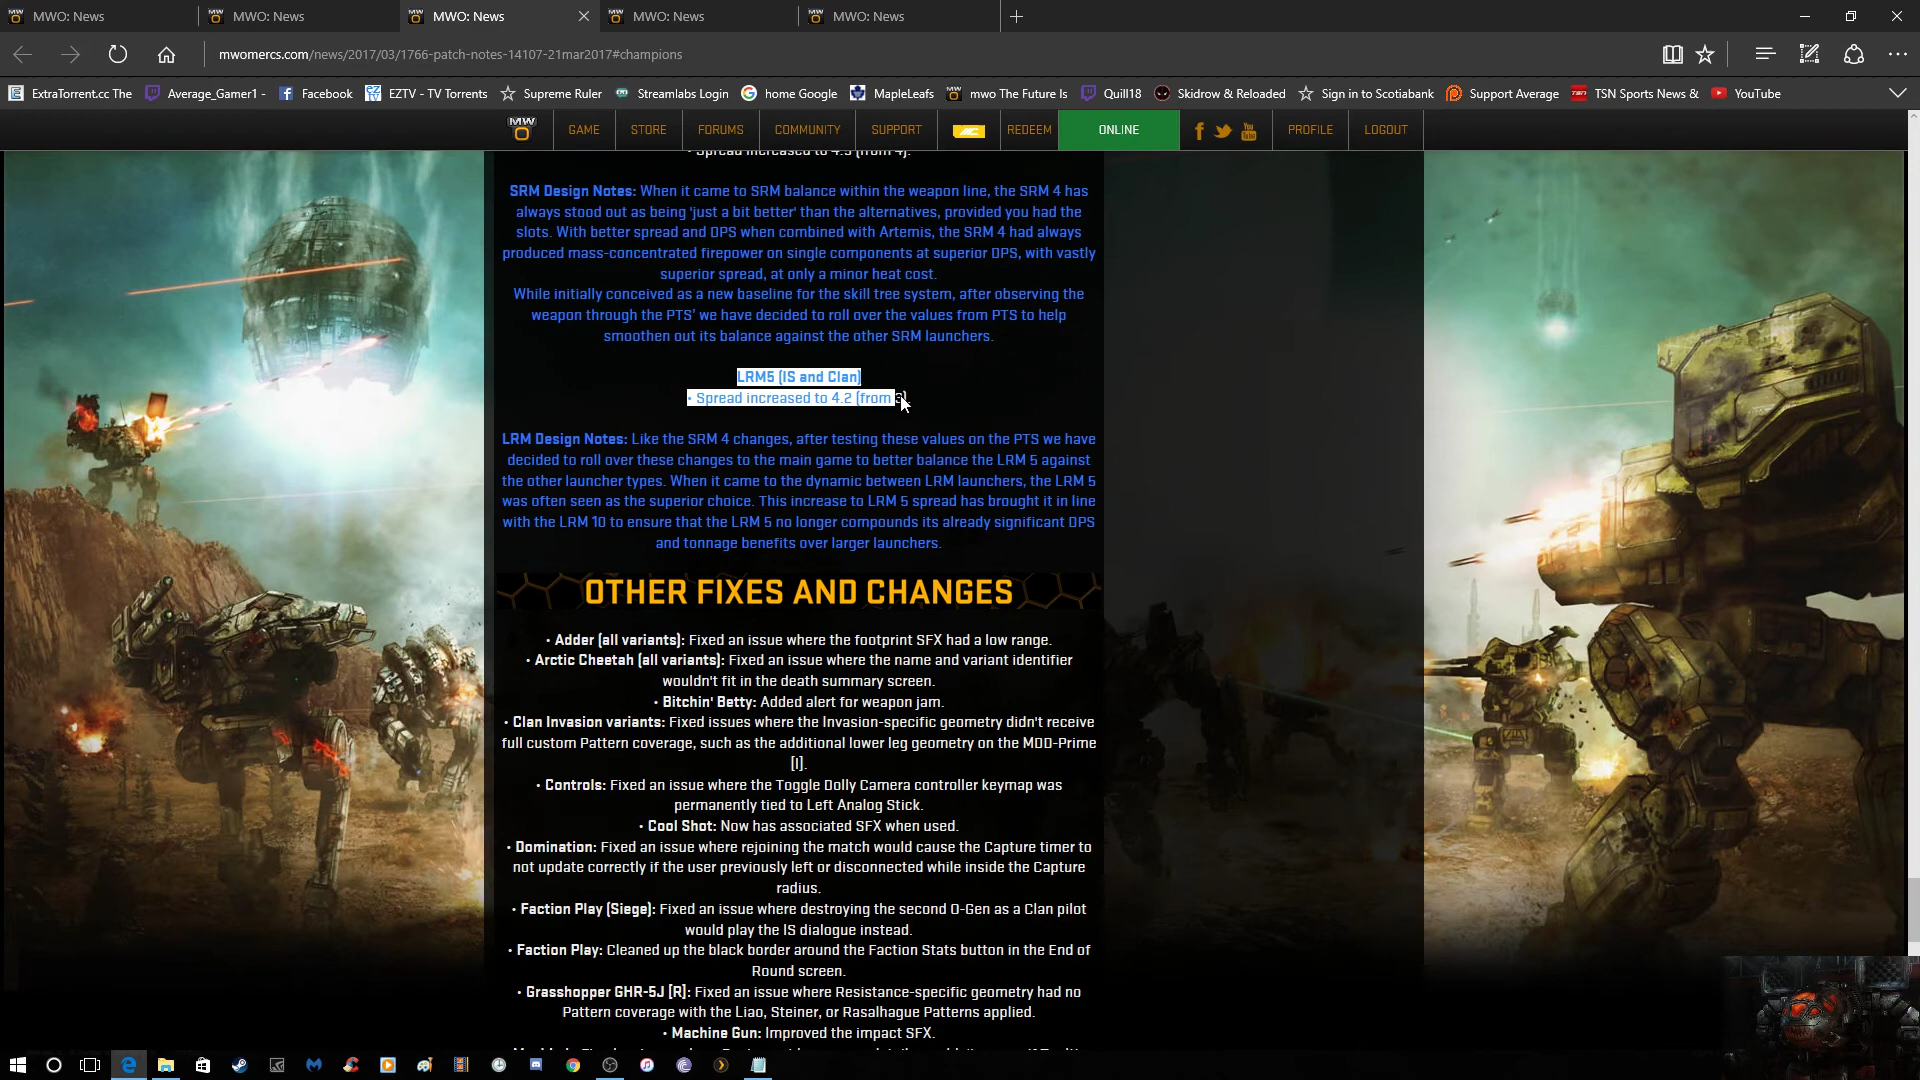 MWO: News
MWO: News
MWO: News
MWO: News
MWO: News
mwomercs.com/news/2017/03/1766-patch-notes-14107-21mar2017#champions
ExtraTorrent.cc The
Average_Gamer1 -
Facebook
EZTV - TV Torrents
Supreme Ruler
Streamlabs Login
home Google
MapleLeafs
mwo The Future Is
Quill18
Skidrow & Reloaded
Sign in to Scotiabank
Support Average
TSN Sports News &
YouTube
MW
GAME
STORE
FORUMS
COMMUNITY
SUPPORT
MC
REDEEM
ONLINE
PROFILE
LOGOUT
• Spread increased to 4.5 (from 4).
SRM Design Notes: When it came to SRM balance within the weapon line, the SRM 4 has
always stood out as being 'just a bit better' than the alternatives, provided you had the
slots. With better spread and DPS when combined with Artemis, the SRM 4 had always
produced mass-concentrated firepower on single components at superior DPS, with vastly
superior spread, at only a minor heat cost.
While initially conceived as a new baseline for the skill tree system, after observing the
weapon through the PTS' we have decided to roll over the values from PTS to help
smoothen out its balance against the other SRM launchers.
LRM5 (IS and Clan)
• Spread increased to 4.2 (from
LRM Design Notes: Like the SRM 4 changes, after testing these values on the PTS we have
decided to roll over these changes to the main game to better balance the LRM 5 against
the other launcher types. When it came to the dynamic between LRM launchers, the LRM 5
was often seen as the superior choice. This increase to LRM 5 spread has brought it in line
with the LRM 10 to ensure that the LRM 5 no longer compounds its already significant DPS
and tonnage benefits over larger launchers.
OTHER FIXES AND CHANGES
• Adder (all variants): Fixed an issue where the footprint SFX had a low range.
• Arctic Cheetah (all variants): Fixed an issue where the name and variant identifier
wouldn't fit in the death summary screen.
• Bitchin' Betty: Added alert for weapon jam.
• Clan Invasion variants: Fixed issues where the Invasion-specific geometry didn't receive
full custom Pattern coverage, such as the additional lower leg geometry on the MDD-Prime
[I].
• Controls: Fixed an issue where the Toggle Dolly Camera controller keymap was
permanently tied to Left Analog Stick.
• Cool Shot: Now has associated SFX when used.
• Domination: Fixed an issue where rejoining the match would cause the Capture timer to
not update correctly if the user previously left or disconnected while inside the Capture
radius.
• Faction Play (Siege): Fixed an issue where destroying the second O-Gen as a Clan pilot
would play the IS dialogue instead.
• Faction Play: Cleaned up the black border around the Faction Stats button in the End of
Round screen.
• Grasshopper GHR-5J [R]: Fixed an issue where Resistance-specific geometry had no
Pattern coverage with the Liao, Steiner, or Rasalhague Patterns applied.
• Machine Gun: Improved the impact SFX.